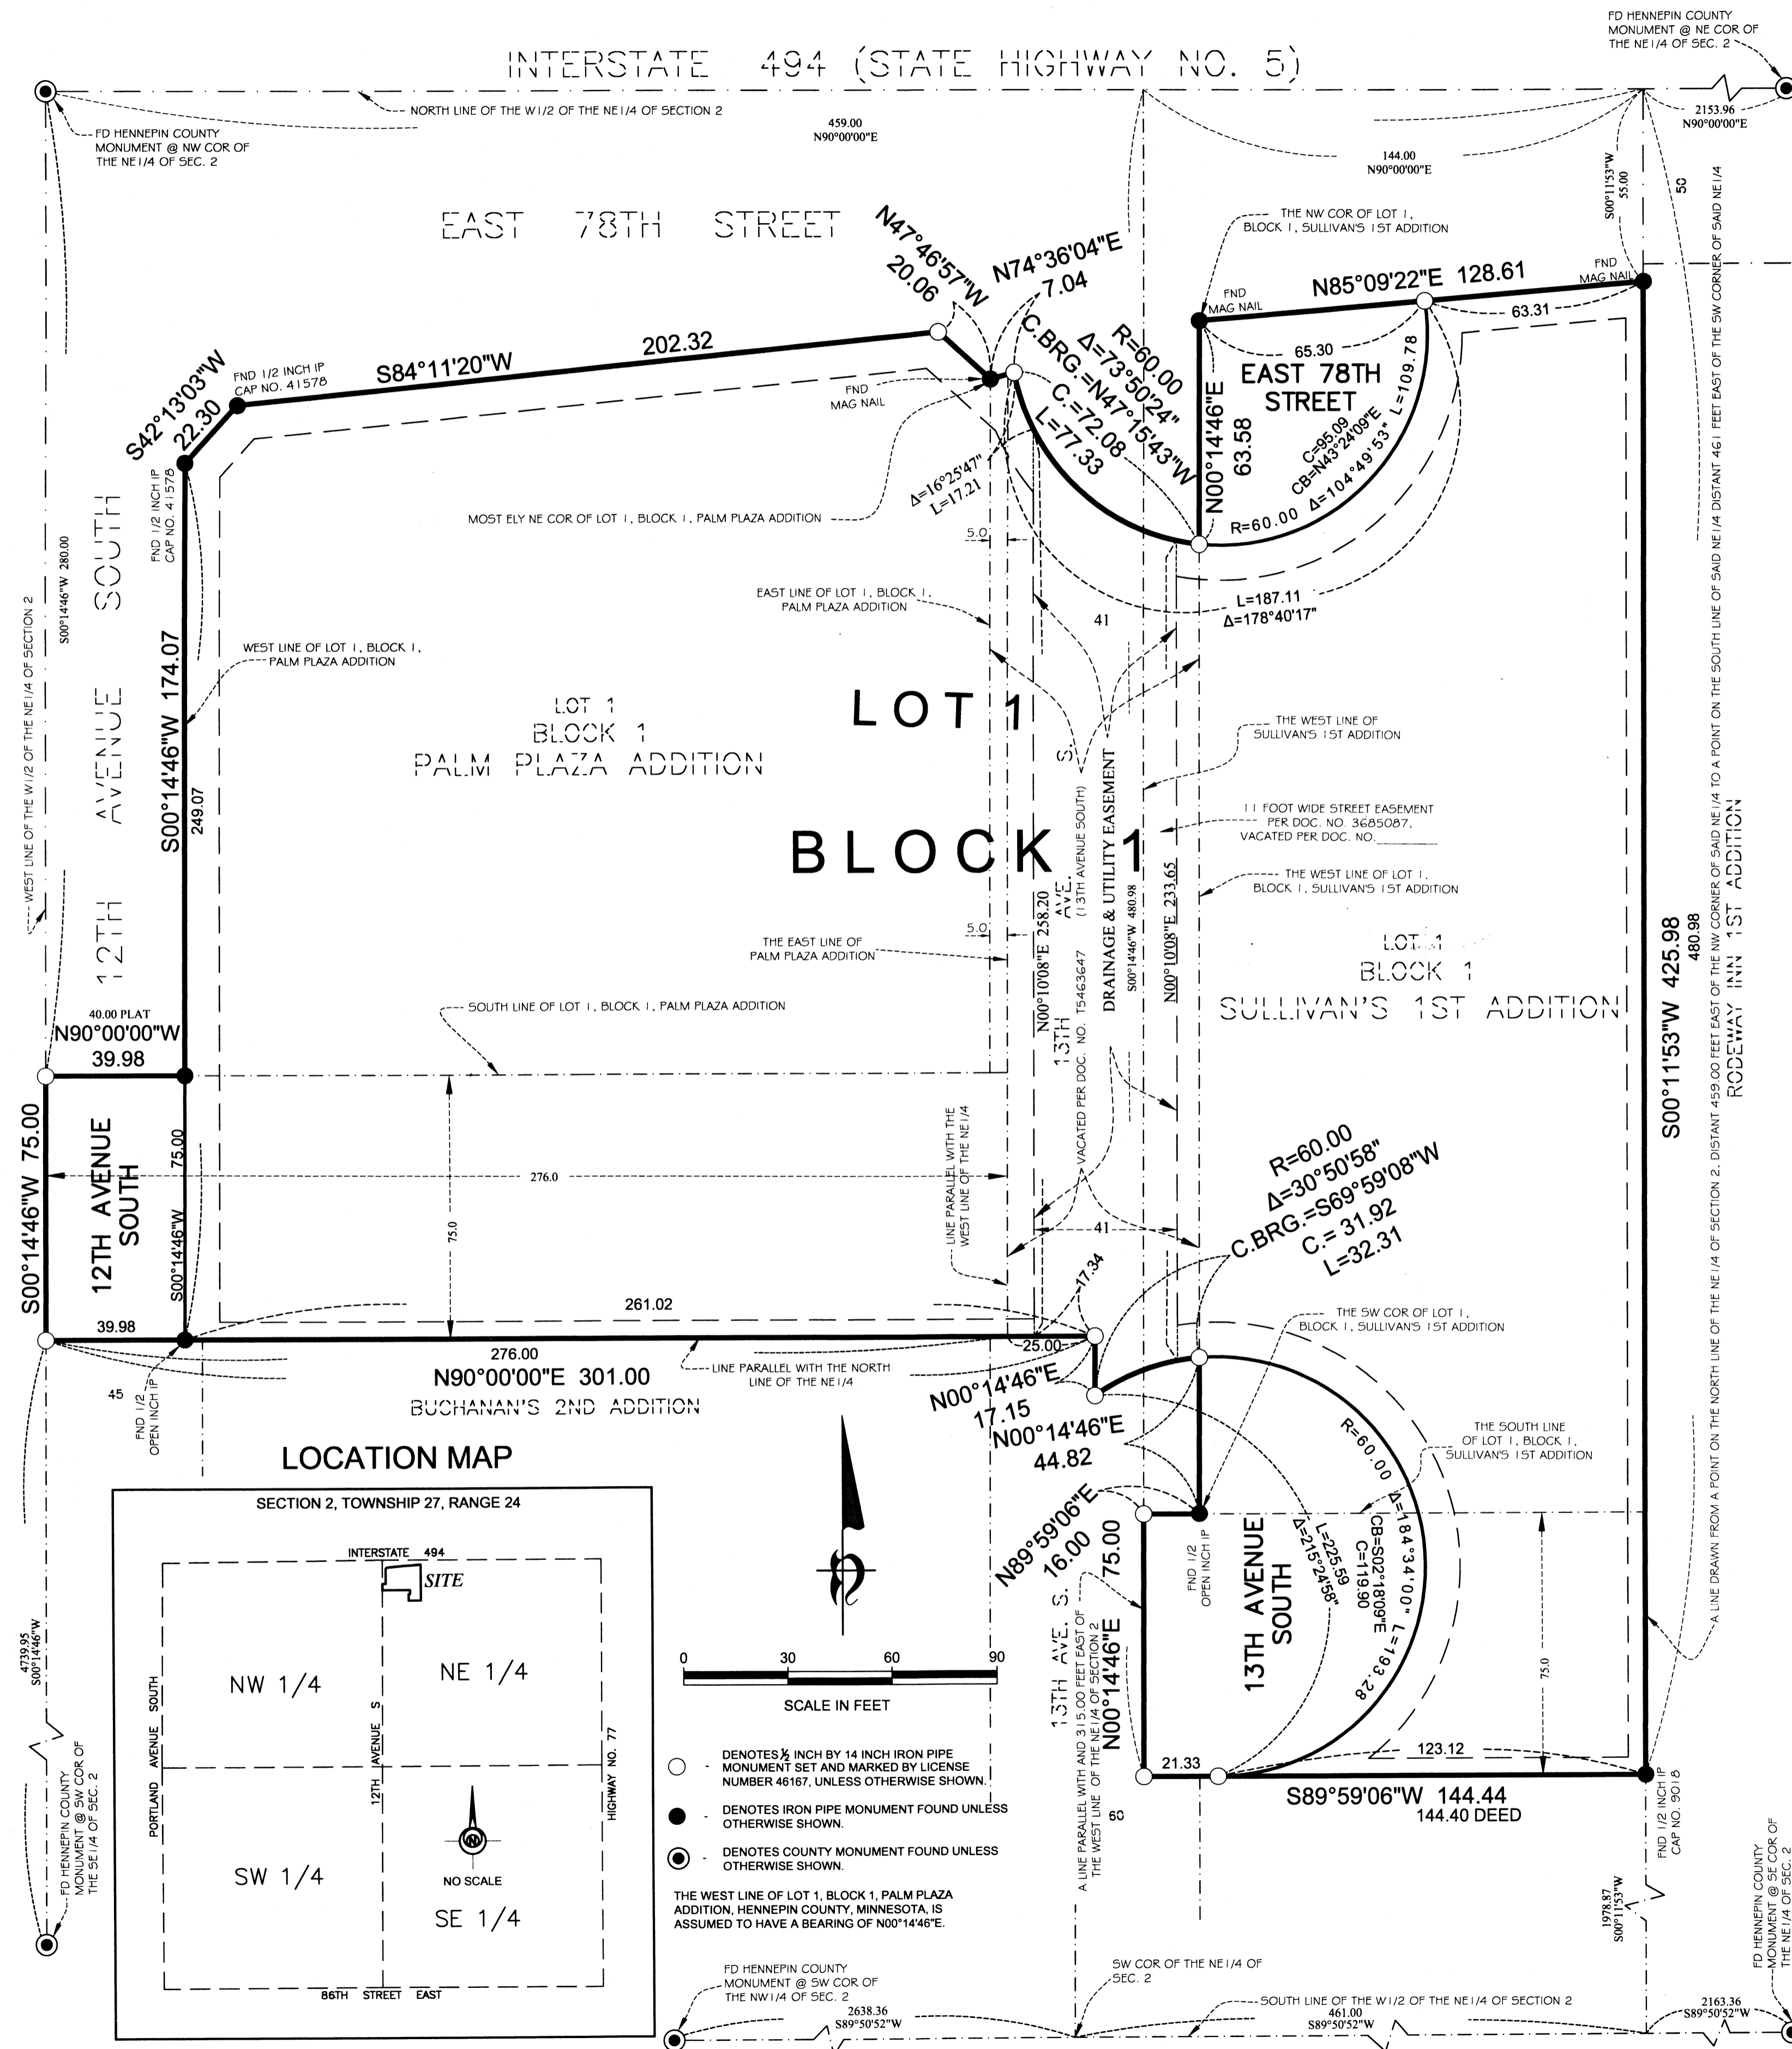 INTERSTATE 494 (STATE HIGHWAY NO. 5)
FD HENNEPIN COUNTY
MONUMENT @ NE COR OF
THE NE1/4 OF SEC. 2
NORTH LINE OF THE W1/2 OF THE NE1/4 OF SECTION 2
FD HENNEPIN COUNTY
MONUMENT @ NW COR OF
THE NE1/4 OF SEC. 2
459.00
N90°00'00"E
144.00
N90°00'00"E
2153.96
N90°00'00"E
S00°11'53"W
55.00
50
EAST 78TH STREET
N47°46'57"W
20.06
N74°36'04"E
7.04
THE NW COR OF LOT 1,
BLOCK 1, SULLIVAN'S 1ST ADDITION
FND
MAG NAIL
N85°09'22"E 128.61
FND
MAG NAIL
63.31
65.30
EAST 78TH
STREET
C=95.09
CB=N43°24'09"E
R=60.00 Δ=104°49'53" L=109.78
N00°14'46"E
63.58
R=60.00
Δ=73°50'24"
C.BRG.=N47°15'43"W
C.=72.08
L=77.33
S42°13'03"W
22.30
FND 1/2 INCH IP
CAP NO. 41578
S84°11'20"W
202.32
FND
MAG NAIL
FND 1/2 INCH IP
CAP NO. 41578
Δ=16°25'47"
L=17.21
MOST ELY NE COR OF LOT 1, BLOCK 1, PALM PLAZA ADDITION
5.0
L=187.11
Δ=178°40'17"
41
EAST LINE OF LOT 1, BLOCK 1,
PALM PLAZA ADDITION
WEST LINE OF THE W1/2 OF THE NE1/4 OF SECTION 2
S00°14'46"W 280.00
12TH AVENUE SOUTH
S00°14'46"W 174.07
249.07
WEST LINE OF LOT 1, BLOCK 1,
PALM PLAZA ADDITION
LOT 1
BLOCK 1
PALM PLAZA ADDITION
LOT 1
BLOCK 1
THE WEST LINE OF
SULLIVAN'S 1ST ADDITION
11 FOOT WIDE STREET EASEMENT
PER DOC. NO. 3685087,
VACATED PER DOC. NO.
THE WEST LINE OF LOT 1,
BLOCK 1, SULLIVAN'S 1ST ADDITION
5.0
THE EAST LINE OF
PALM PLAZA ADDITION
N00°10'08"E 258.20
13TH AVE. S.
VACATED PER DOC. NO. T5463647 (13TH AVENUE SOUTH)
DRAINAGE & UTILITY EASEMENT
S00°14'46"W 480.98
N00°10'08"E 233.65
LOT 1
BLOCK 1
SULLIVAN'S 1ST ADDITION
S00°11'53"W 425.98
480.98
A LINE DRAWN FROM A POINT ON THE NORTH LINE OF THE NE1/4 OF SECTION 2, DISTANT 459.00 FEET EAST OF THE NW CORNER OF SAID NE1/4 TO A POINT ON THE SOUTH LINE OF SAID NE1/4 DISTANT 461 FEET EAST OF THE SW CORNER OF SAID NE1/4
RODEWAY INN 1ST ADDITION
40.00 PLAT
N90°00'00"W
39.98
SOUTH LINE OF LOT 1, BLOCK 1, PALM PLAZA ADDITION
S00°14'46"W 75.00
12TH AVENUE
SOUTH
S00°14'46"W 75.00
276.0
75.0
LINE PARALLEL WITH THE
WEST LINE OF THE NE1/4
41
R=60.00
Δ=30°50'58"
C.BRG.=S69°59'08"W
C.= 31.92
L=32.31
17.34
39.98
261.02
THE SW COR OF LOT 1,
BLOCK 1, SULLIVAN'S 1ST ADDITION
276.00
25.00
45
FND 1/2
OPEN INCH IP
N90°00'00"E 301.00
LINE PARALLEL WITH THE NORTH
LINE OF THE NE1/4
BUCHANAN'S 2ND ADDITION
N00°14'46"E
17.15
N00°14'46"E
44.82
THE SOUTH LINE
OF LOT 1, BLOCK 1,
SULLIVAN'S 1ST ADDITION
R=60.00 Δ=184°34'00" L=193.28
CB=S02°18'09"E
C=119.90
L=225.59
Δ=215°24'58"
N89°59'06"E
16.00
FND 1/2
OPEN INCH IP
13TH AVENUE
SOUTH
N00°14'46"E 75.00
13TH AVE. S.
A LINE PARALLEL WITH AND 315.00 FEET EAST OF
THE WEST LINE OF THE NE1/4 OF SECTION 2
75.0
21.33
123.12
S89°59'06"W 144.44
144.40 DEED
60
FND 1/2 INCH IP
CAP NO. 9018
LOCATION MAP
SECTION 2, TOWNSHIP 27, RANGE 24
INTERSTATE 494
SITE
NW 1/4
NE 1/4
PORTLAND AVENUE SOUTH
12TH AVENUE S
HIGHWAY NO. 77
SW 1/4
N
NO SCALE
SE 1/4
86TH STREET EAST
0 30 60 90
SCALE IN FEET
- DENOTES ½ INCH BY 14 INCH IRON PIPE
MONUMENT SET AND MARKED BY LICENSE
NUMBER 46167, UNLESS OTHERWISE SHOWN.
- DENOTES IRON PIPE MONUMENT FOUND UNLESS
OTHERWISE SHOWN.
- DENOTES COUNTY MONUMENT FOUND UNLESS
OTHERWISE SHOWN.
THE WEST LINE OF LOT 1, BLOCK 1, PALM PLAZA
ADDITION, HENNEPIN COUNTY, MINNESOTA, IS
ASSUMED TO HAVE A BEARING OF N00°14'46"E.
4739.95
S00°14'46"W
FD HENNEPIN COUNTY
MONUMENT @ SW COR OF
THE SE1/4 OF SEC. 2
FD HENNEPIN COUNTY
MONUMENT @ SW COR OF
THE NW1/4 OF SEC. 2
2638.36
S89°50'52"W
SW COR OF THE NE1/4 OF
SEC. 2
SOUTH LINE OF THE W1/2 OF THE NE1/4 OF SECTION 2
461.00
S89°50'52"W
1978.87
S00°11'53"W
2163.36
S89°50'52"W
FD HENNEPIN COUNTY
MONUMENT @ SE COR OF
THE NE1/4 OF SEC. 2